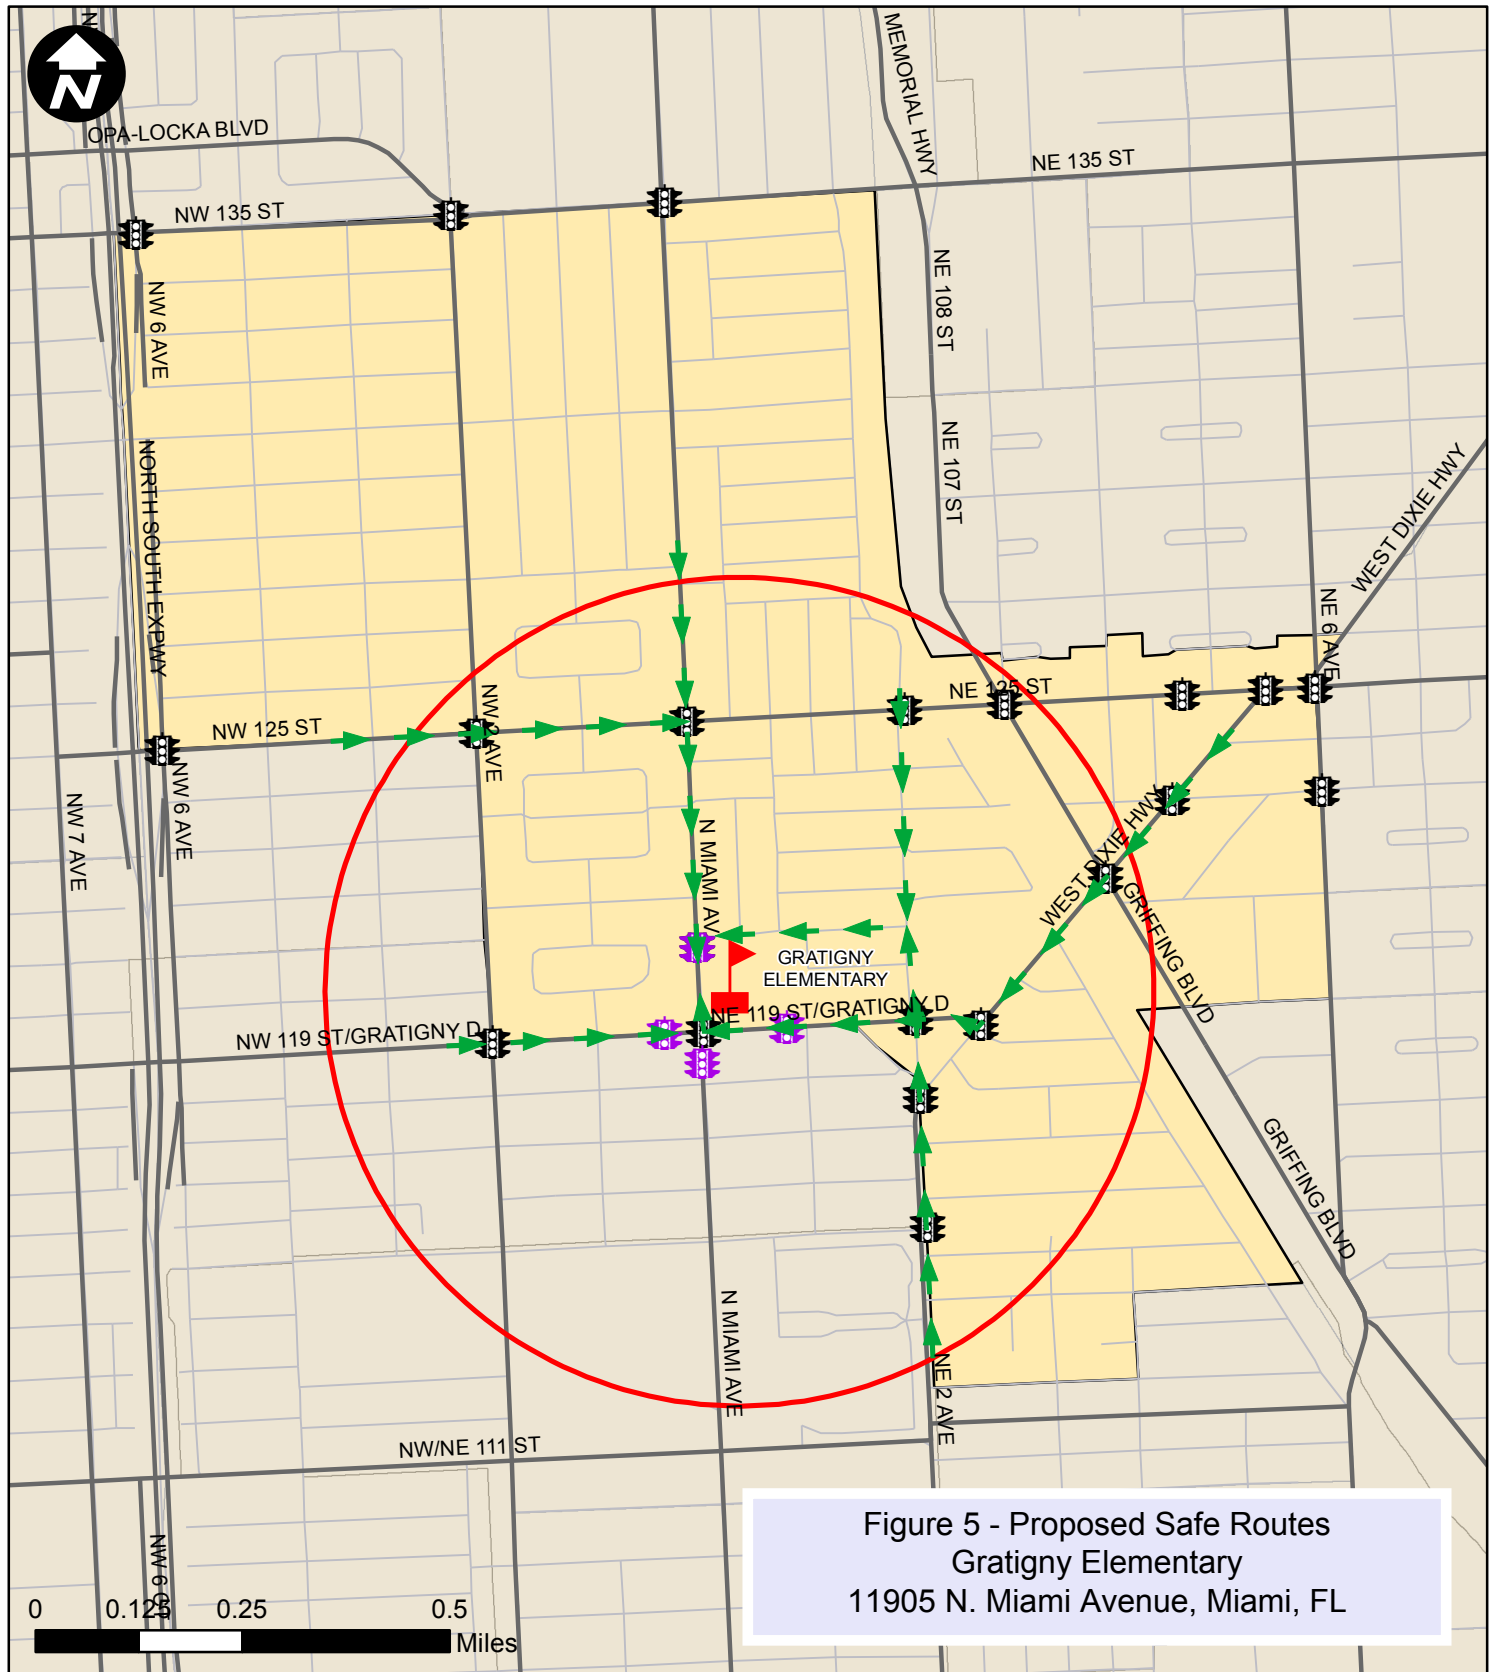 N
N
MEMORIAL HWY
OPA-LOCKA BLVD
NE 135 ST
NW 135 ST
NW 6 AVE
NE 108 ST
NORTH SOUTH EXPWY
NE 107 ST
WEST DIXIE HWY
NE 6 AVE
NE 125 ST
NW 125 ST
NW 2 AVE
NW 7 AVE
NW 6 AVE
N MIAMI AV
WEST DIXIE HWY
GRIFFING BLVD
GRATIGNY
ELEMENTARY
NE 119 ST/GRATIGNY D
NW 119 ST/GRATIGNY D
GRIFFING BLVD
N MIAMI AVE
NE 2 AVE
NW/NE 111 ST
NW 6 CT
Figure 5 - Proposed Safe Routes
Gratigny Elementary
11905 N. Miami Avenue, Miami, FL
0 0.125 0.25 0.5
Miles